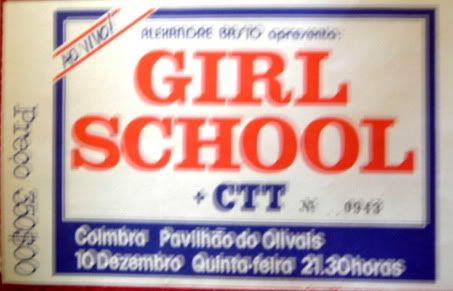 AO VIVO!
ALEXANDRE BASTO apresenta:
GIRL
SCHOOL
+ CTT № 0943
Coimbra Pavilhão do Olivais
10 Dezembro Quinta-feira 21.30 horas
Preço 350$00